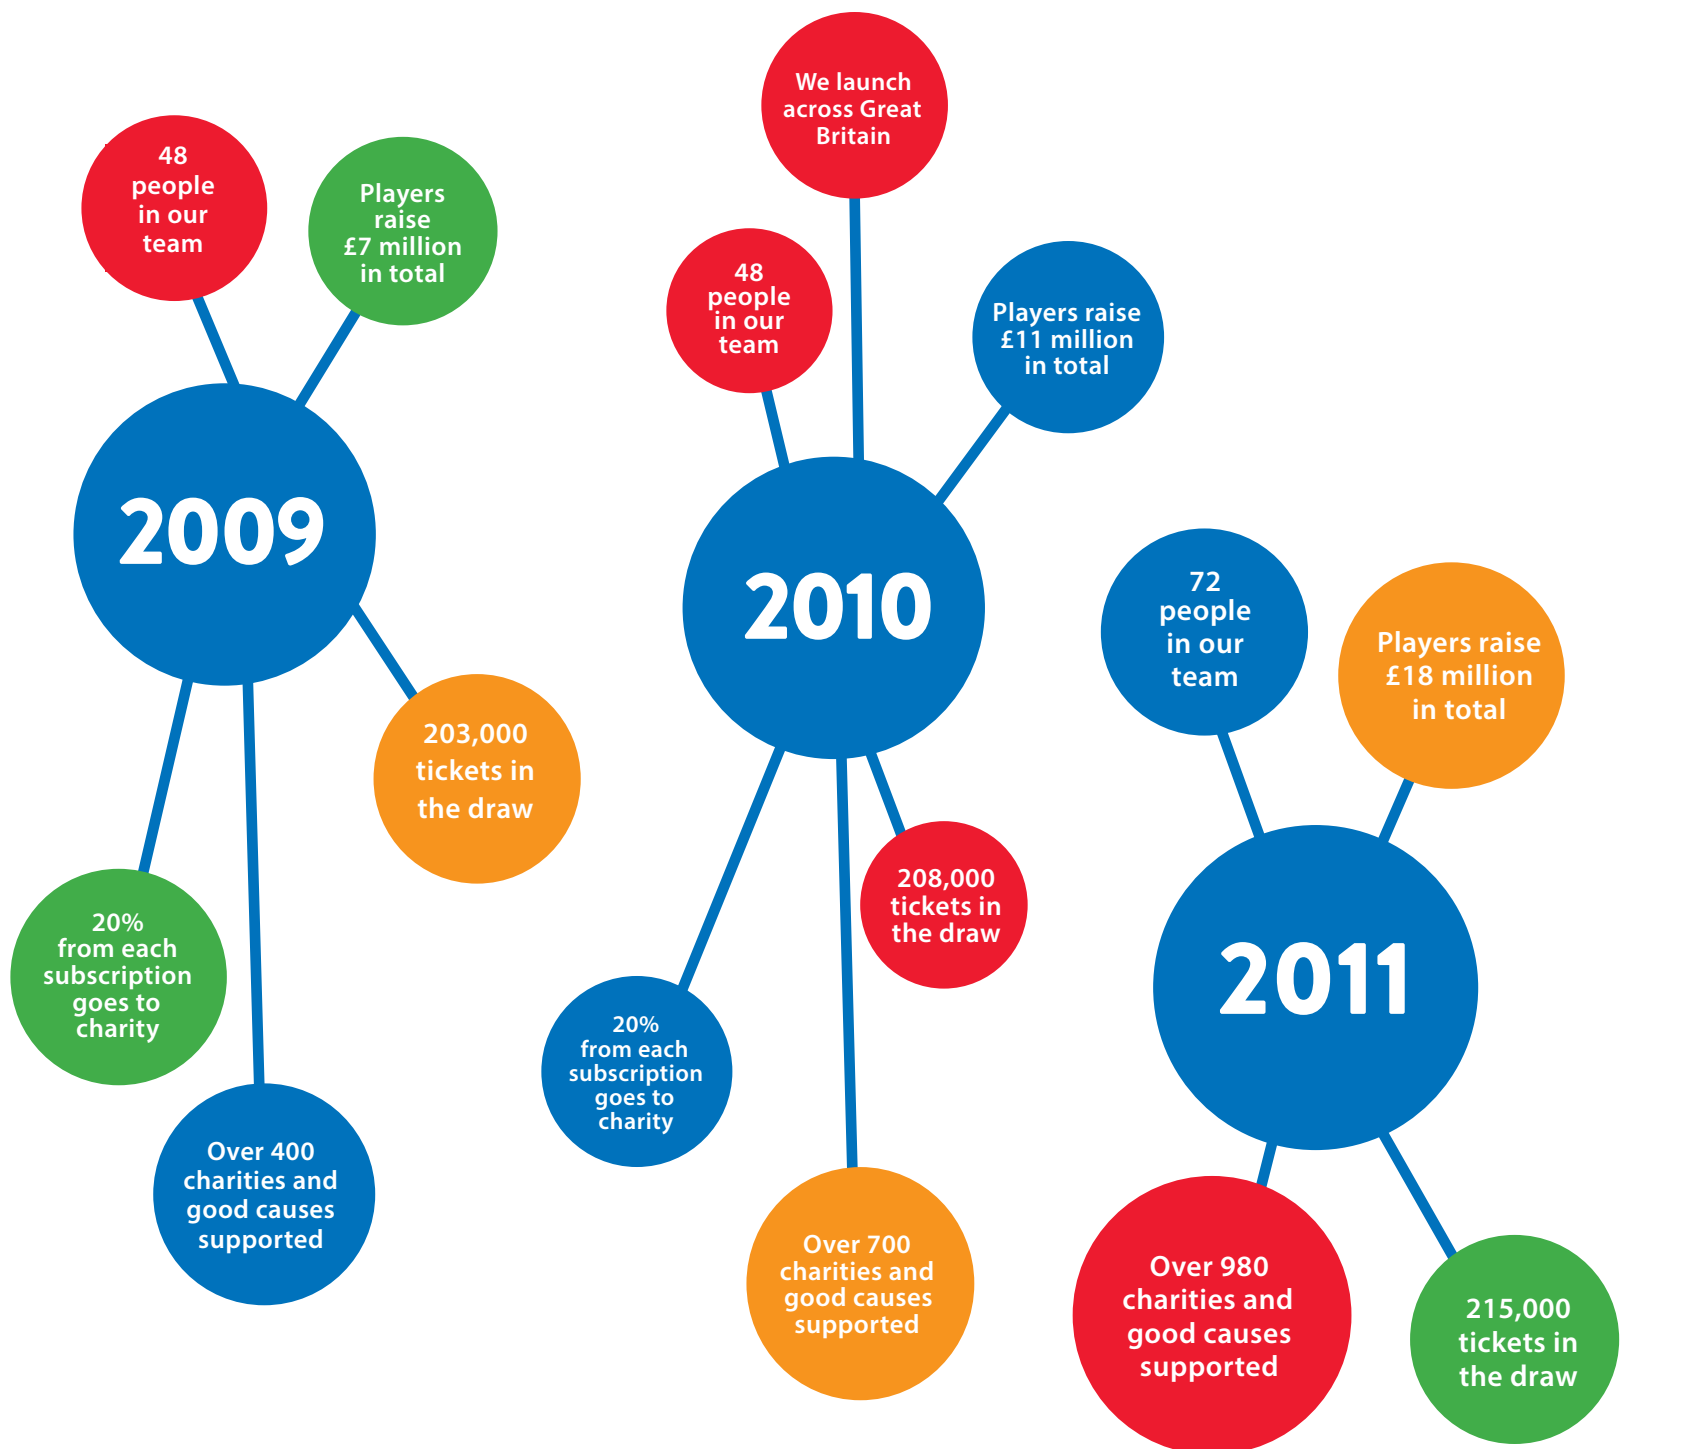 48
people
in our
team
Players
raise
£7 million
in total
2009
203,000
tickets in
the draw
20%
from each
subscription
goes to
charity
Over 400
charities and
good causes
supported
We launch
across Great
Britain
48
people
in our
team
Players raise
£11 million
in total
2010
208,000
tickets in
the draw
20%
from each
subscription
goes to
charity
Over 700
charities and
good causes
supported
72
people
in our
team
Players raise
£18 million
in total
2011
Over 980
charities and
good causes
supported
215,000
tickets in
the draw